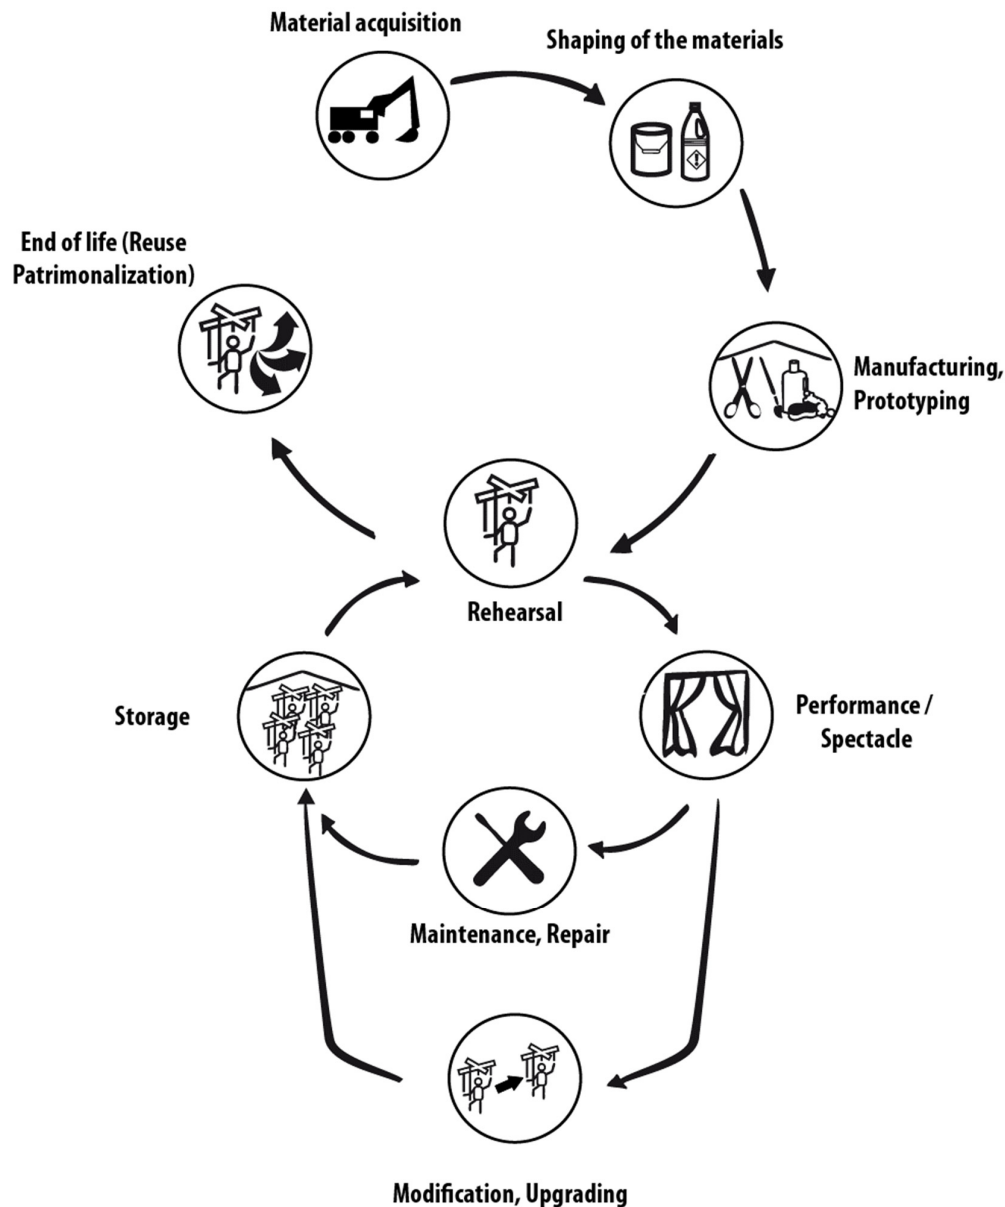 Material acquisition
Shaping of the materials
End of life (Reuse
Patrimonalization)
Manufacturing,
Prototyping
Rehearsal
Storage
Performance /
Spectacle
Maintenance, Repair
Modification, Upgrading